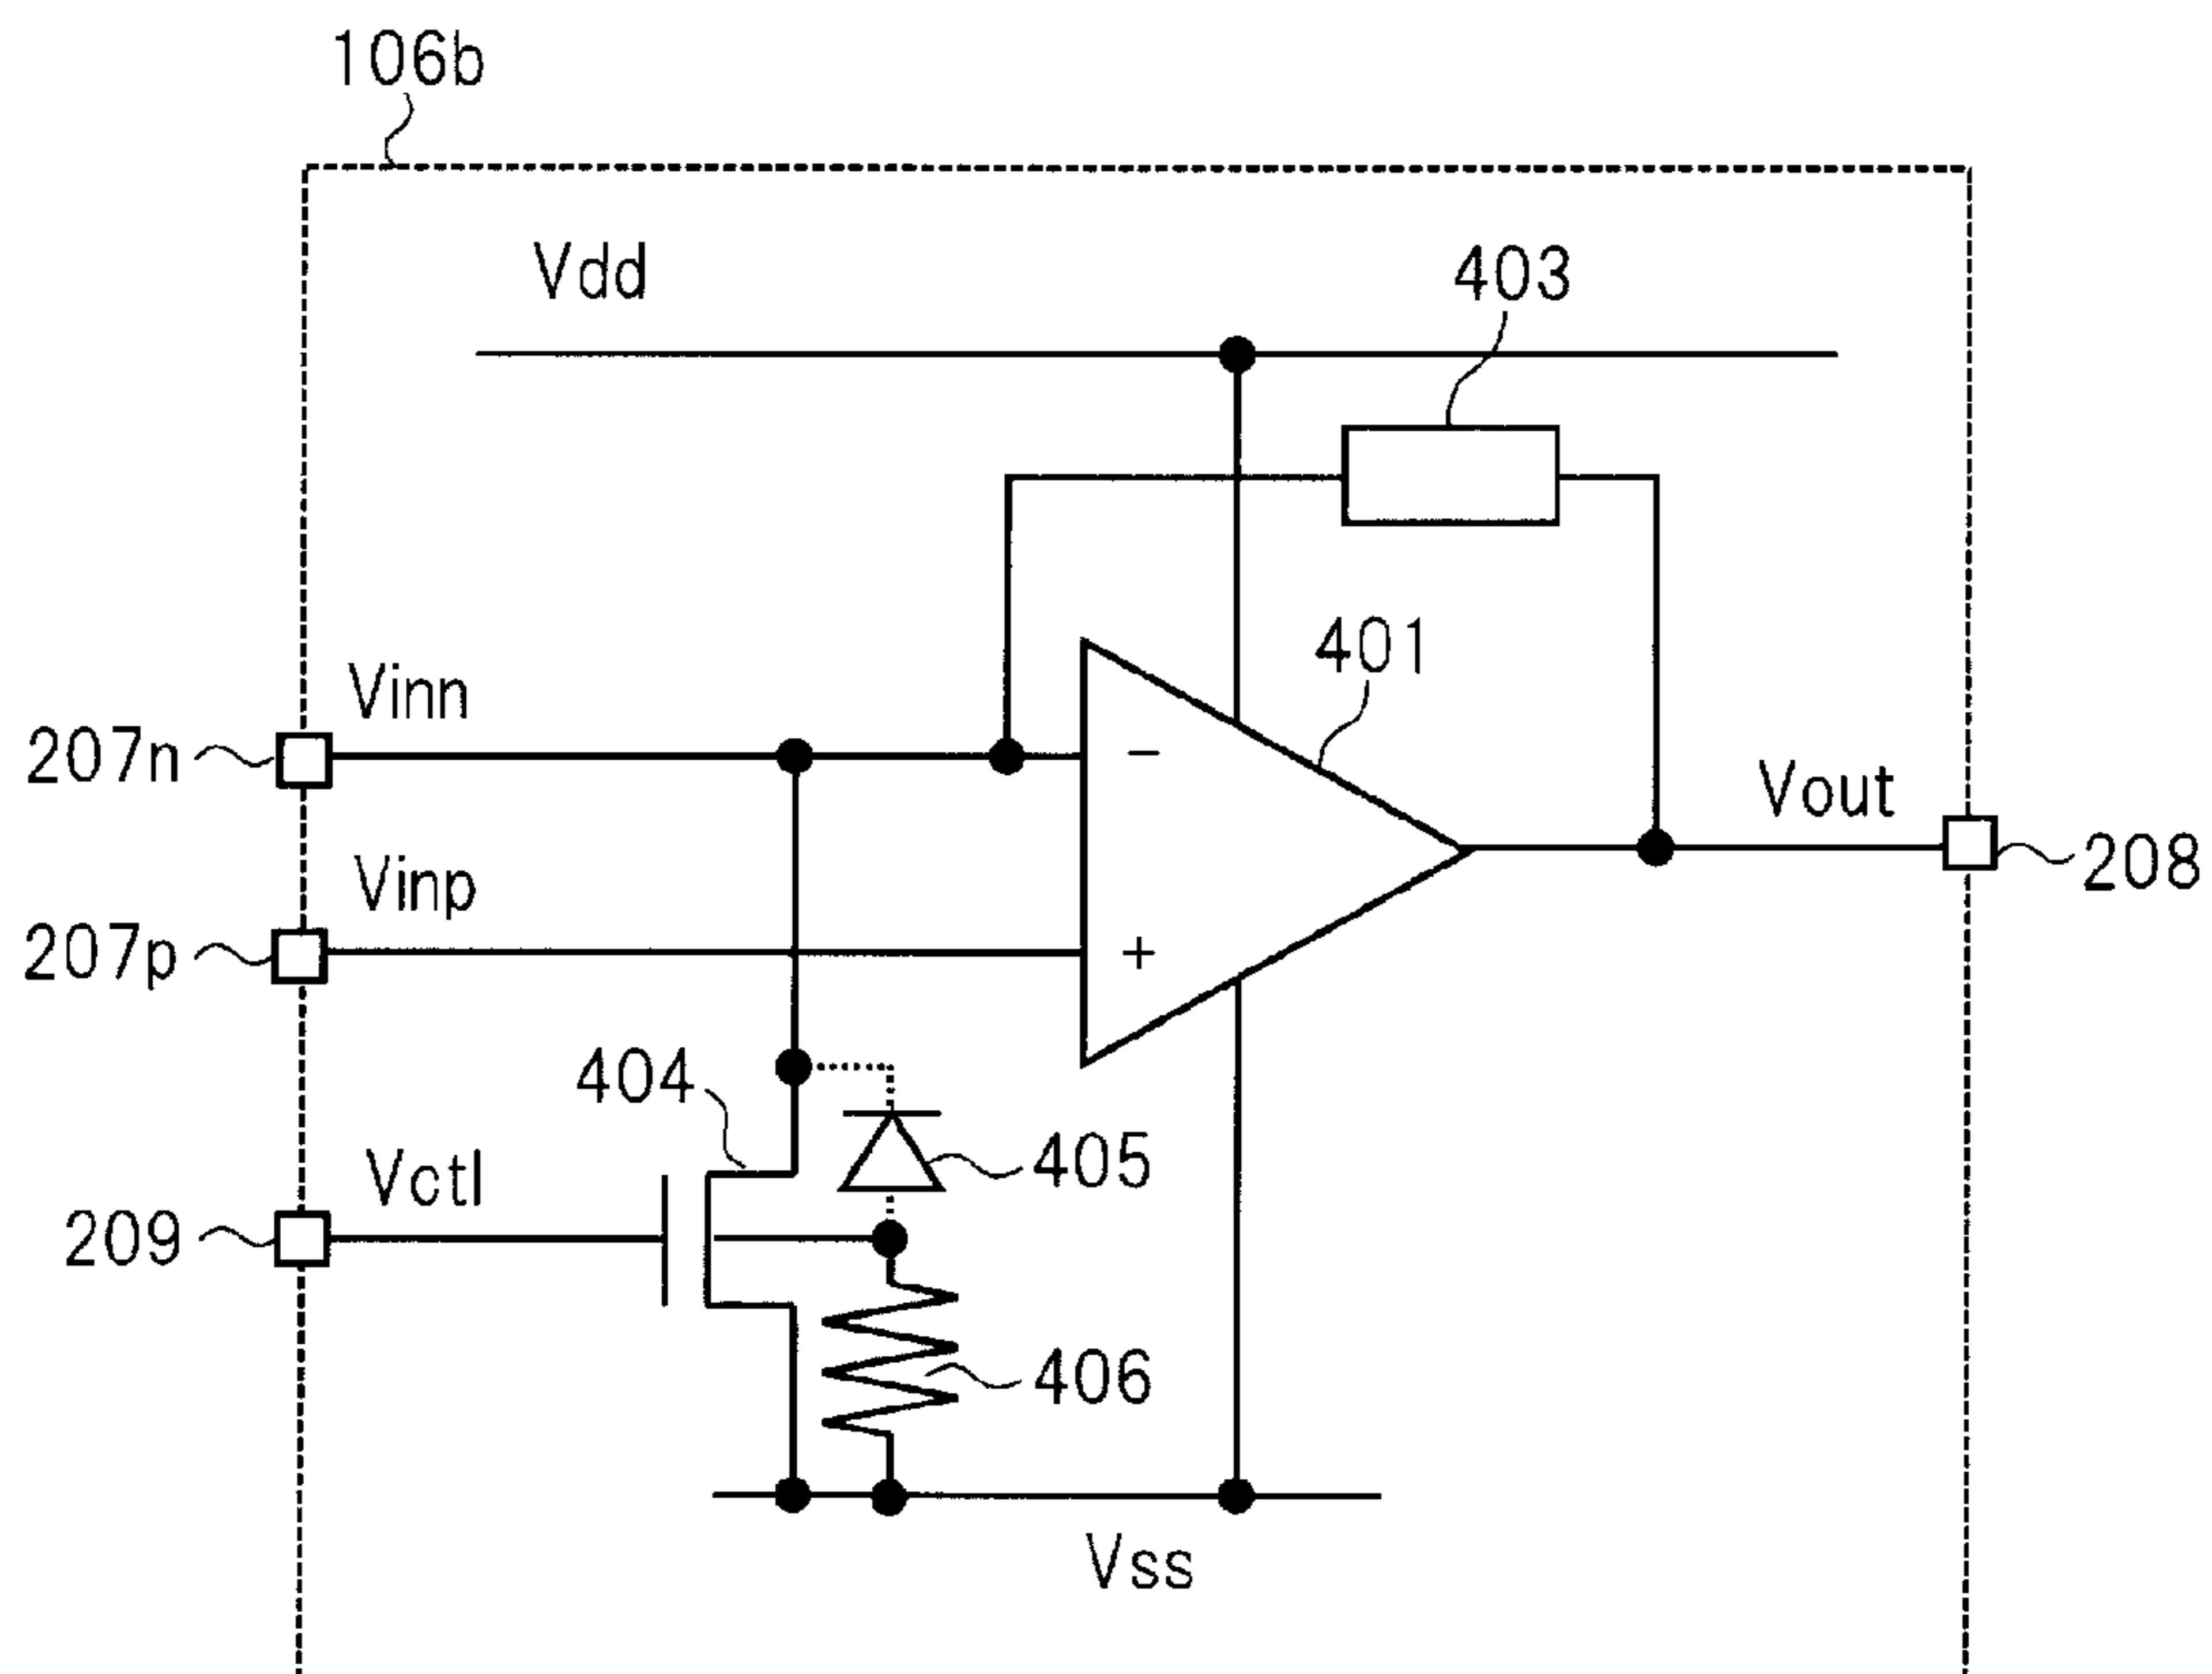 106b
Vdd
403
401
Vinn
207n
Vout
208
Vinp
207p
−
+
404
405
Vctl
209
406
Vss